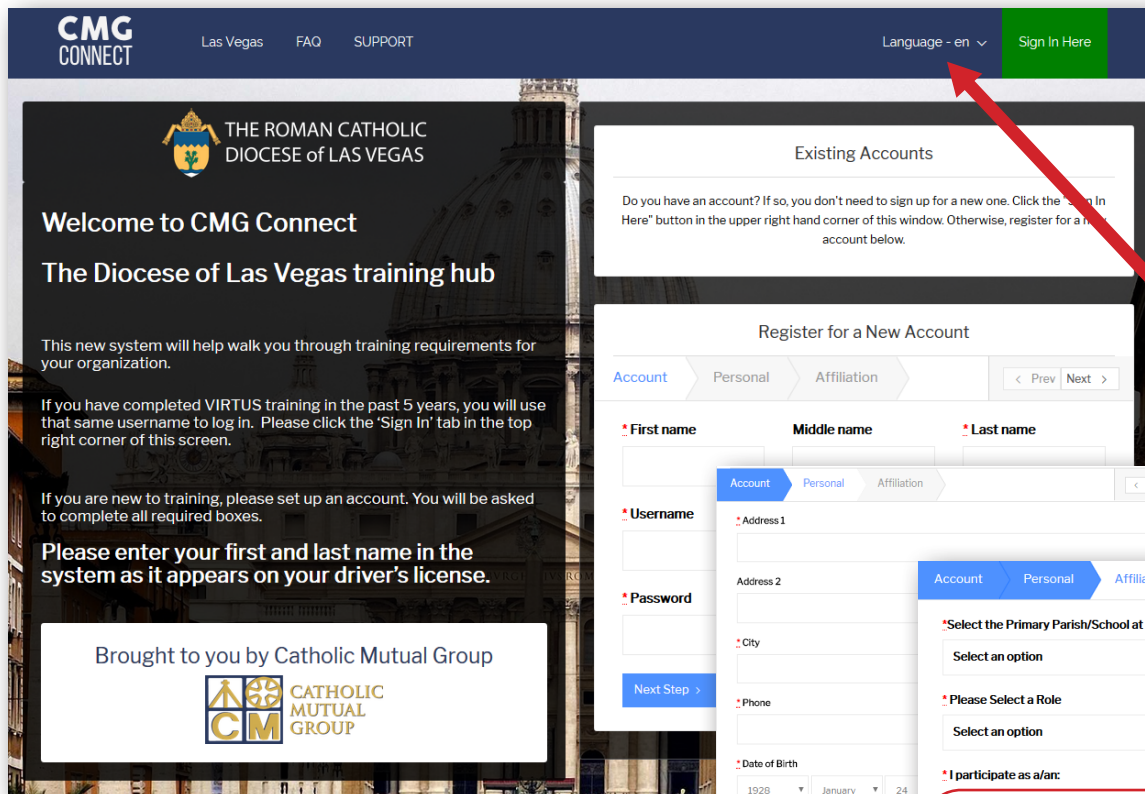 CMG
CONNECT
Las Vegas
FAQ
SUPPORT
Language - en
Sign In Here
THE ROMAN CATHOLIC
DIOCESE of LAS VEGAS
Welcome to CMG Connect
The Diocese of Las Vegas training hub
This new system will help walk you through training requirements for
your organization.
If you have completed VIRTUS training in the past 5 years, you will use
that same username to log in. Please click the ‘Sign In’ tab in the top
right corner of this screen.
If you are new to training, please set up an account. You will be asked
to complete all required boxes.
Please enter your first and last name in the
system as it appears on your driver’s license.
Brought to you by Catholic Mutual Group
CM
CATHOLIC
MUTUAL
GROUP
Existing Accounts
Do you have an account? If so, you don't need to sign up for a new one. Click the "Sign In
Here" button in the upper right hand corner of this window. Otherwise, register for a new
account below.
Register for a New Account
Account
Personal
Affiliation
< Prev
Next >
* First name
Middle name
* Last name
* Username
* Password
Next Step >
Account
Personal
Affiliation
<
* Address 1
Address 2
* City
* Phone
* Date of Birth
1928
January
24
Account
Personal
Affilia
*Select the Primary Parish/School at
Select an option
* Please Select a Role
Select an option
* I participate as a/an: